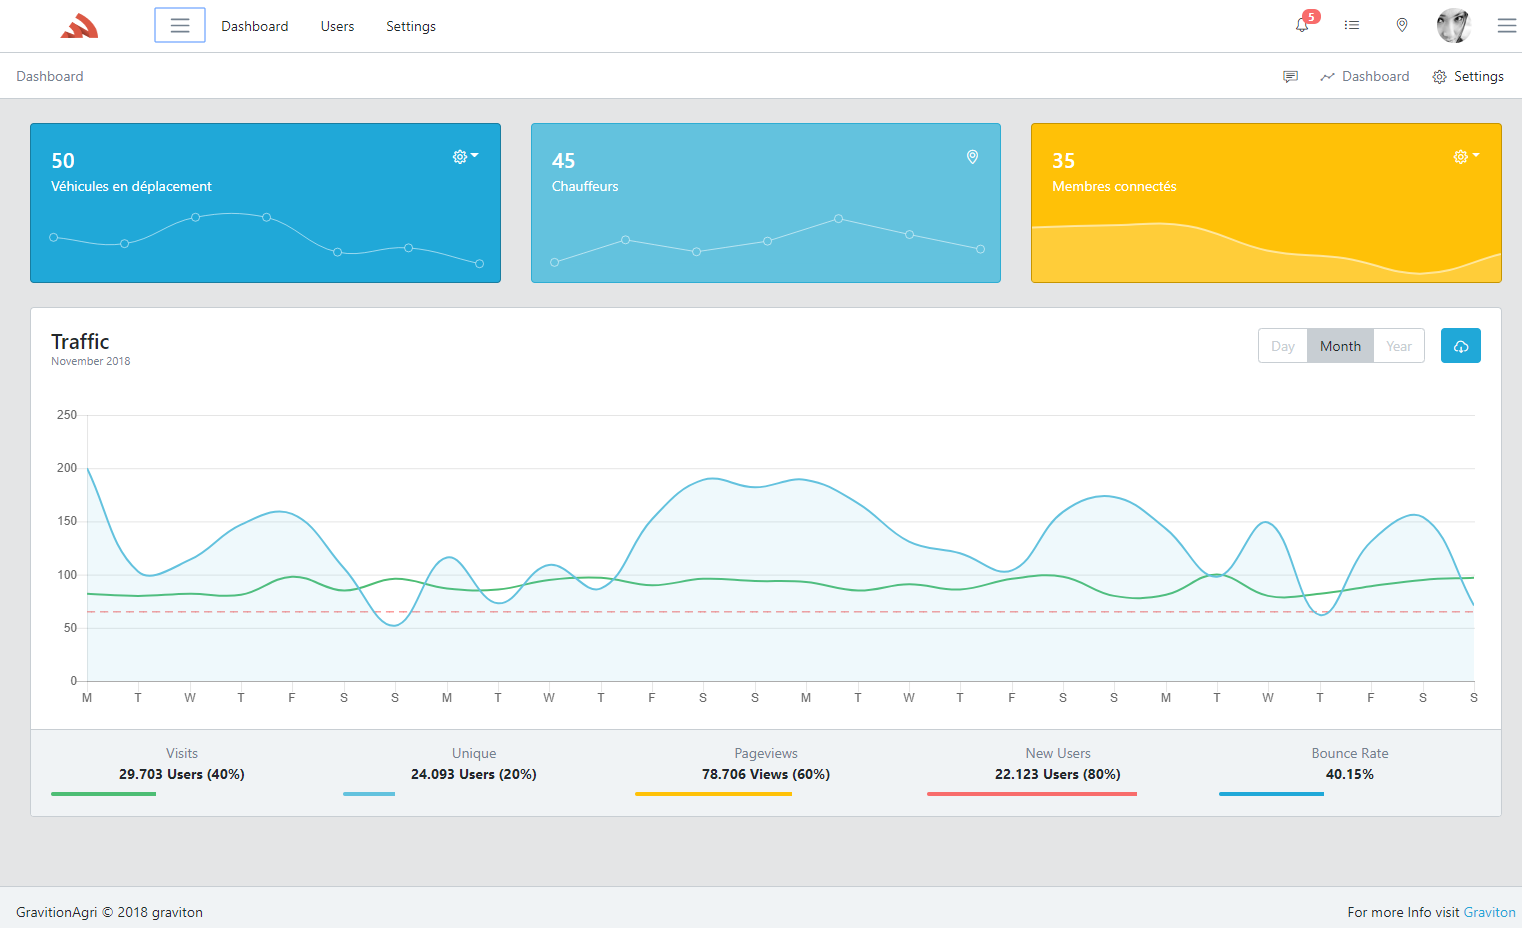 Dashboard Users Settings 5
Dashboard Dashboard Settings
50
Véhicules en déplacement
45
Chauffeurs
35
Membres connectés
Traffic
November 2018
Day Month Year
250
200
150
100
50
0
M T W T F S S M T W T F S S M T W T F S S M T W T F S S
Visits
29.703 Users (40%)
Unique
24.093 Users (20%)
Pageviews
78.706 Views (60%)
New Users
22.123 Users (80%)
Bounce Rate
40.15%
GravitionAgri © 2018 graviton
For more Info visit Graviton